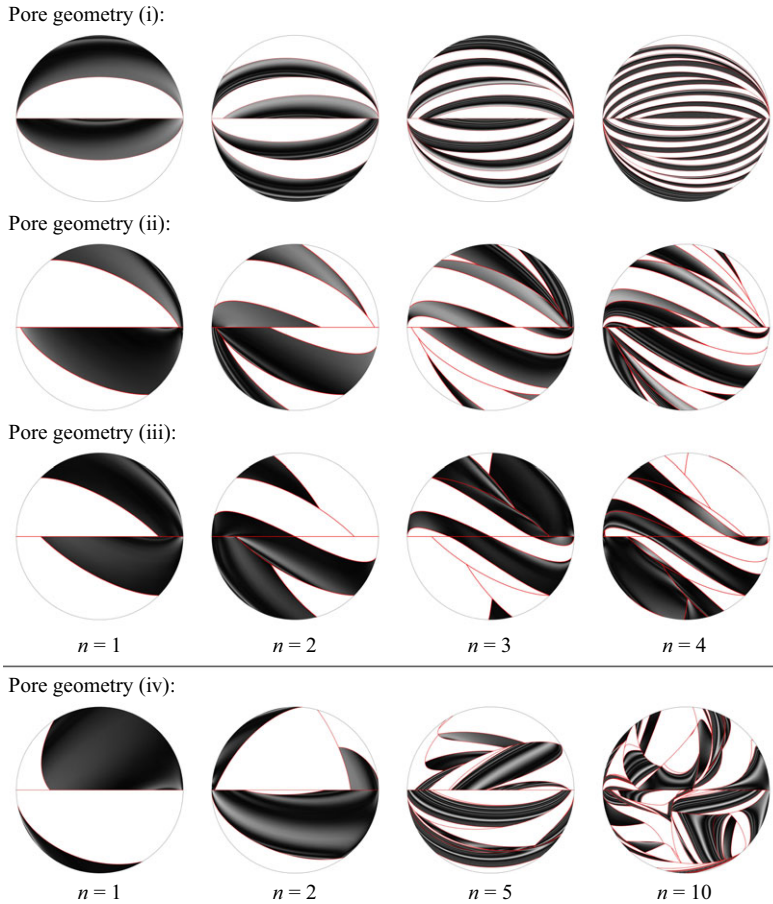 Pore geometry (i):
Pore geometry (ii):
Pore geometry (iii):
n = 1 n = 2 n = 3 n = 4
Pore geometry (iv):
n = 1 n = 2 n = 5 n = 10